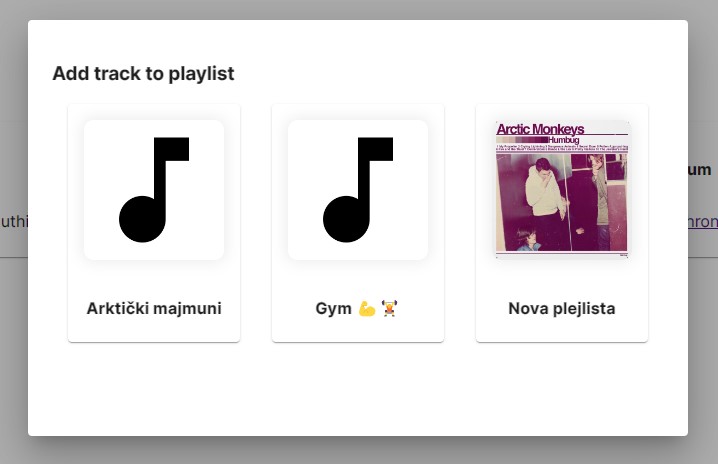 Add track to playlist
Arctic Monkeys
Humbug
um
uthi
hron
Arktički majmuni
Gym 💪 🏋
Nova plejlista